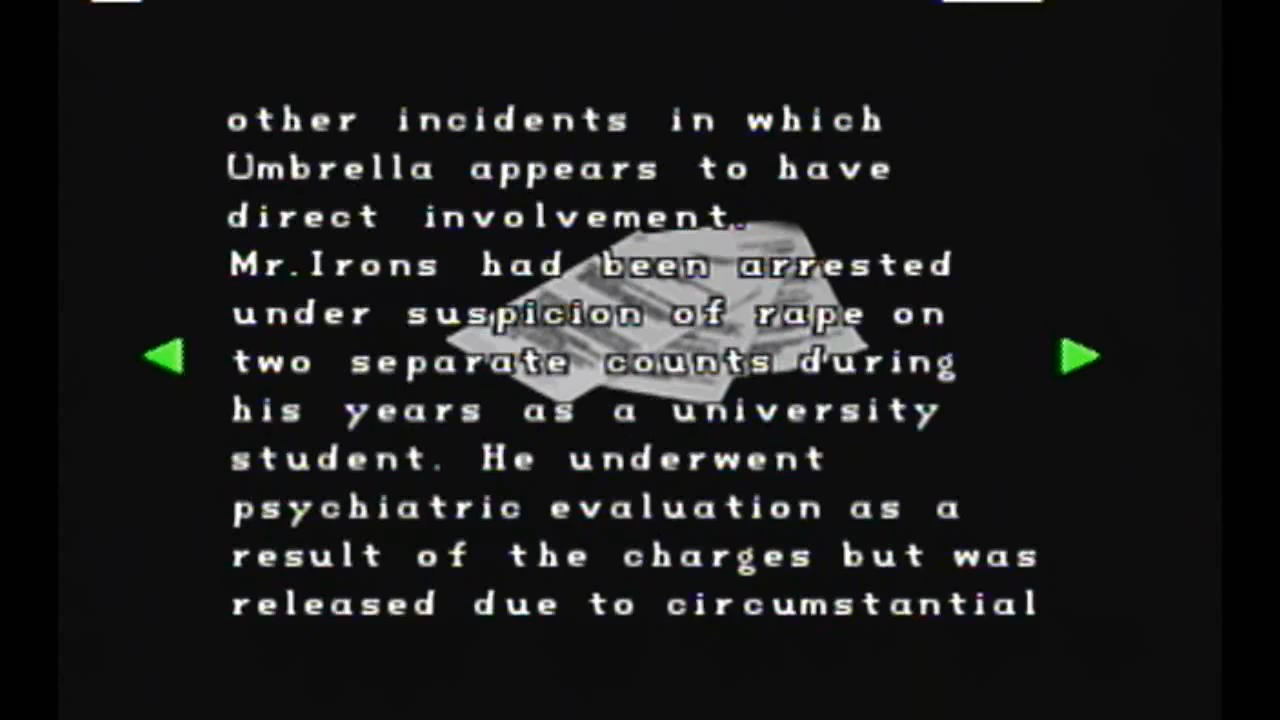 other incidents in which
Umbrella appears to have
direct involvement.
Mr.Irons had been arrested
under suspicion of rape on
two separate counts during
his years as a university
student. He underwent
psychiatric evaluation as a
result of the charges but was
released due to circumstantial